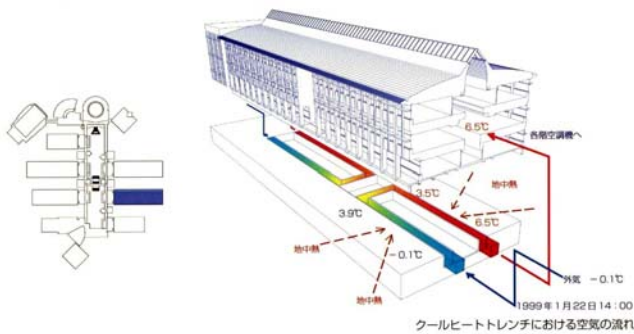 6.5℃
各階空調機へ
3.5℃
地中熱
3.9℃
6.5℃
地中熱
-0.1℃
地中熱
外気 -0.1℃
1999年1月22日14:00
クールヒートトレンチにおける空気の流れ